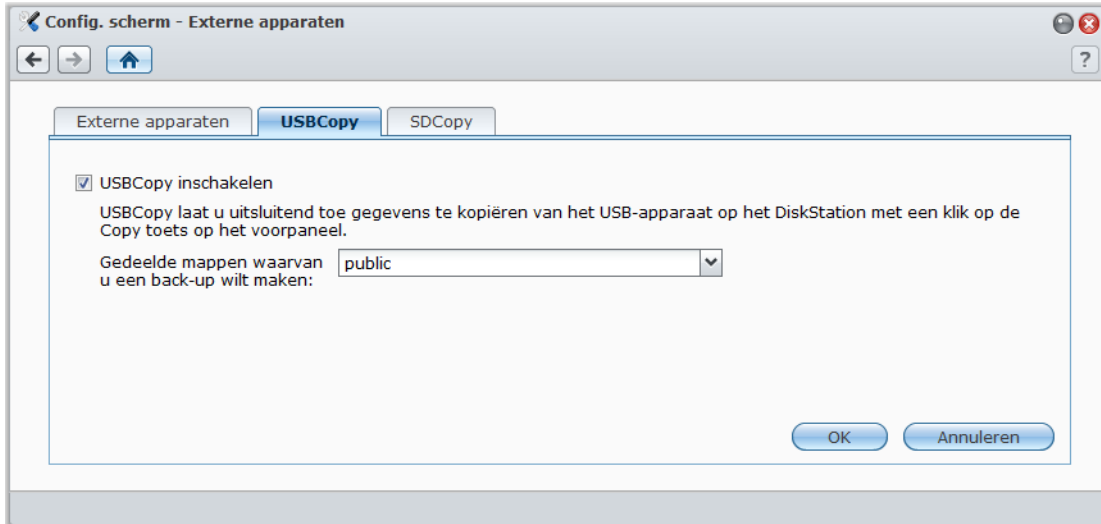 Config. scherm - Externe apparaten
?
Externe apparaten
USBCopy
SDCopy
USBCopy inschakelen
USBCopy laat u uitsluitend toe gegevens te kopiëren van het USB-apparaat op het DiskStation met een klik op de
Copy toets op het voorpaneel.
Gedeelde mappen waarvan
u een back-up wilt maken:
public
OK
Annuleren